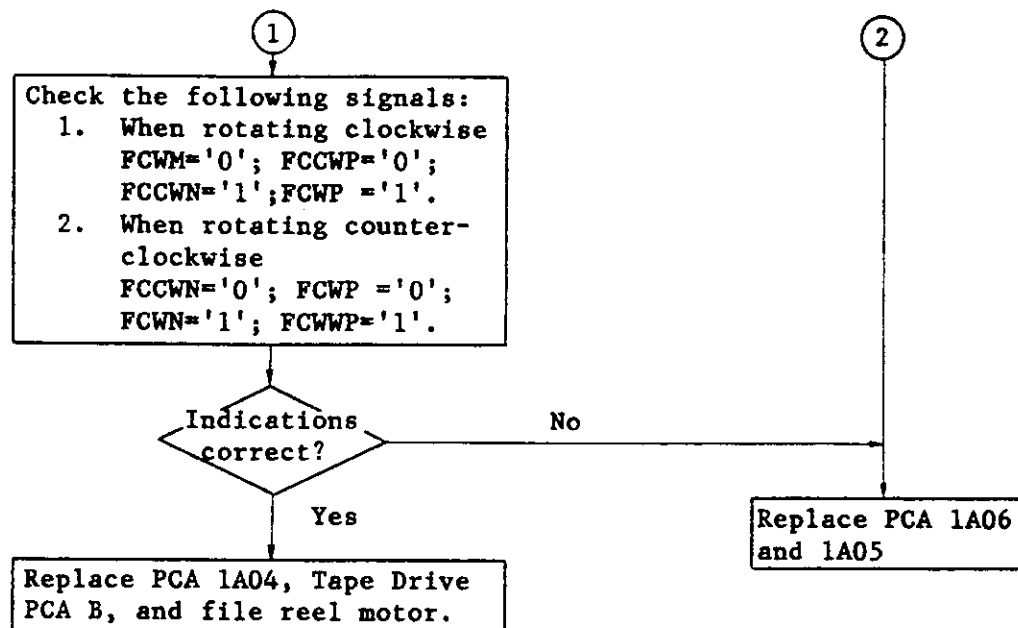 1
2
Check the following signals:
1. When rotating clockwise
FCWM='0'; FCCWP='0';
FCCWN='1';FCWP ='1'.
2. When rotating counter-
clockwise
FCCWN='0'; FCWP ='0';
FCWN='1'; FCWWP='1'.
Indications
correct?
No
Yes
Replace PCA 1A06
and 1A05
Replace PCA 1A04, Tape Drive
PCA B, and file reel motor.